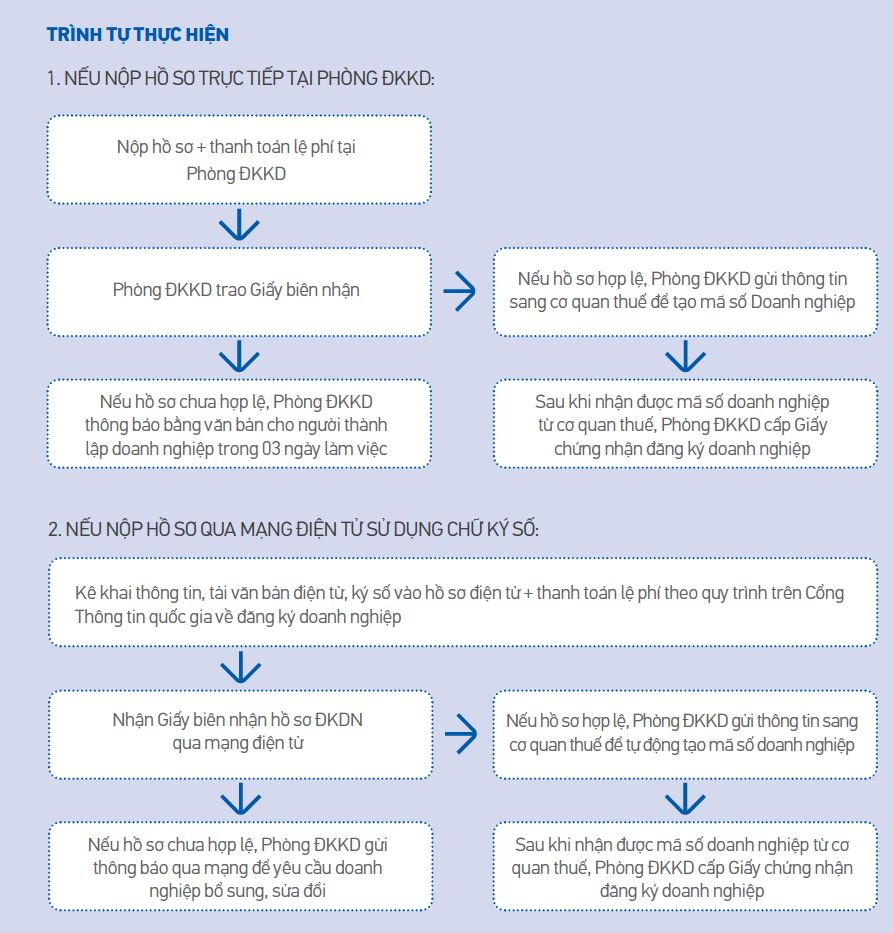 TRÌNH TỰ THỰC HIỆN
1. NẾU NỘP HỒ SƠ TRỰC TIẾP TẠI PHÒNG ĐKKD:
Nộp hồ sơ + thanh toán lệ phí tại
Phòng ĐKKD
Phòng ĐKKD trao Giấy biên nhận
Nếu hồ sơ hợp lệ, Phòng ĐKKD gửi thông tin
sang cơ quan thuế để tạo mã số Doanh nghiệp
Nếu hồ sơ chưa hợp lệ, Phòng ĐKKD
thông báo bằng văn bản cho người thành
lập doanh nghiệp trong 03 ngày làm việc
Sau khi nhận được mã số doanh nghiệp
từ cơ quan thuế, Phòng ĐKKD cấp Giấy
chứng nhận đăng ký doanh nghiệp
2. NẾU NỘP HỒ SƠ QUA MẠNG ĐIỆN TỬ SỬ DỤNG CHỮ KÝ SỐ:
Kê khai thông tin, tải văn bản điện tử, ký số vào hồ sơ điện tử + thanh toán lệ phí theo quy trình trên Cổng
Thông tin quốc gia về đăng ký doanh nghiệp
Nhận Giấy biên nhận hồ sơ ĐKDN
qua mạng điện tử
Nếu hồ sơ hợp lệ, Phòng ĐKKD gửi thông tin sang
cơ quan thuế để tự động tạo mã số doanh nghiệp
Nếu hồ sơ chưa hợp lệ, Phòng ĐKKD gửi
thông báo qua mạng để yêu cầu doanh
nghiệp bổ sung, sửa đổi
Sau khi nhận được mã số doanh nghiệp từ cơ
quan thuế, Phòng ĐKKD cấp Giấy chứng nhận
đăng ký doanh nghiệp